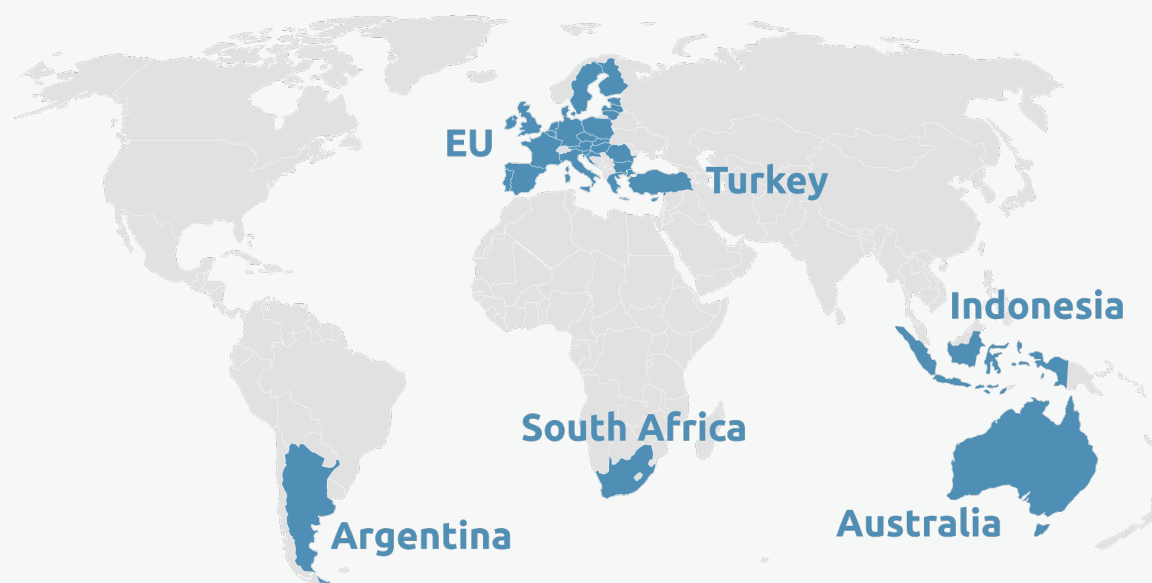 EU
Turkey
Indonesia
South Africa
Australia
Argentina